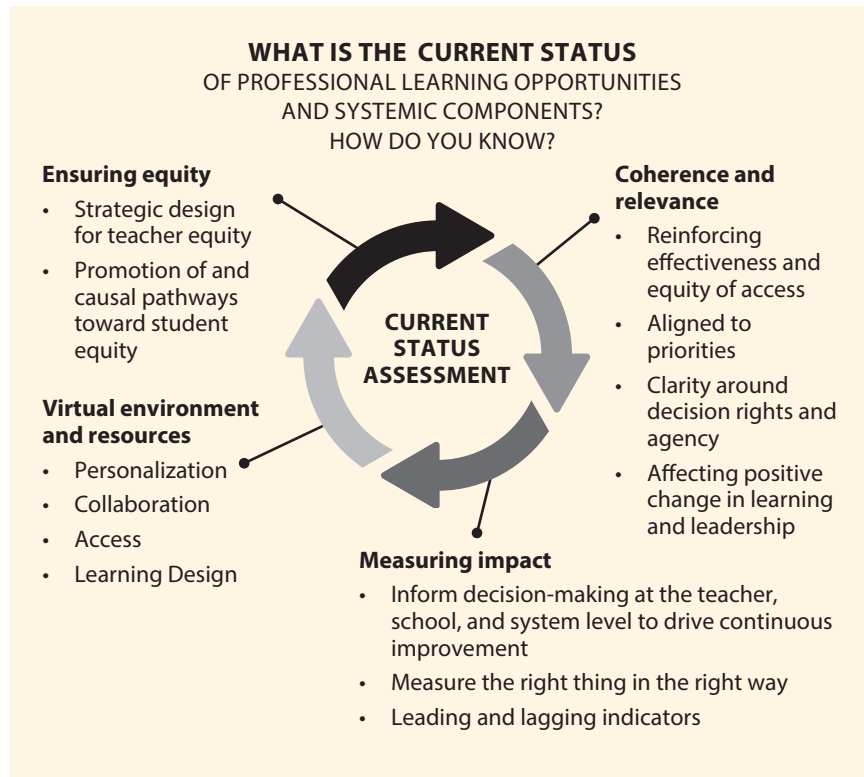 WHAT IS THE CURRENT STATUS
OF PROFESSIONAL LEARNING OPPORTUNITIES
AND SYSTEMIC COMPONENTS?
HOW DO YOU KNOW?
Ensuring equity
• Strategic design
for teacher equity
• Promotion of and
causal pathways
toward student
equity
Coherence and
relevance
• Reinforcing
effectiveness and
equity of access
• Aligned to
priorities
• Clarity around
decision rights and
agency
• Affecting positive
change in learning
and leadership
CURRENT
STATUS
ASSESSMENT
Virtual environment
and resources
• Personalization
• Collaboration
• Access
• Learning Design
Measuring impact
• Inform decision-making at the teacher,
school, and system level to drive continuous
improvement
• Measure the right thing in the right way
• Leading and lagging indicators